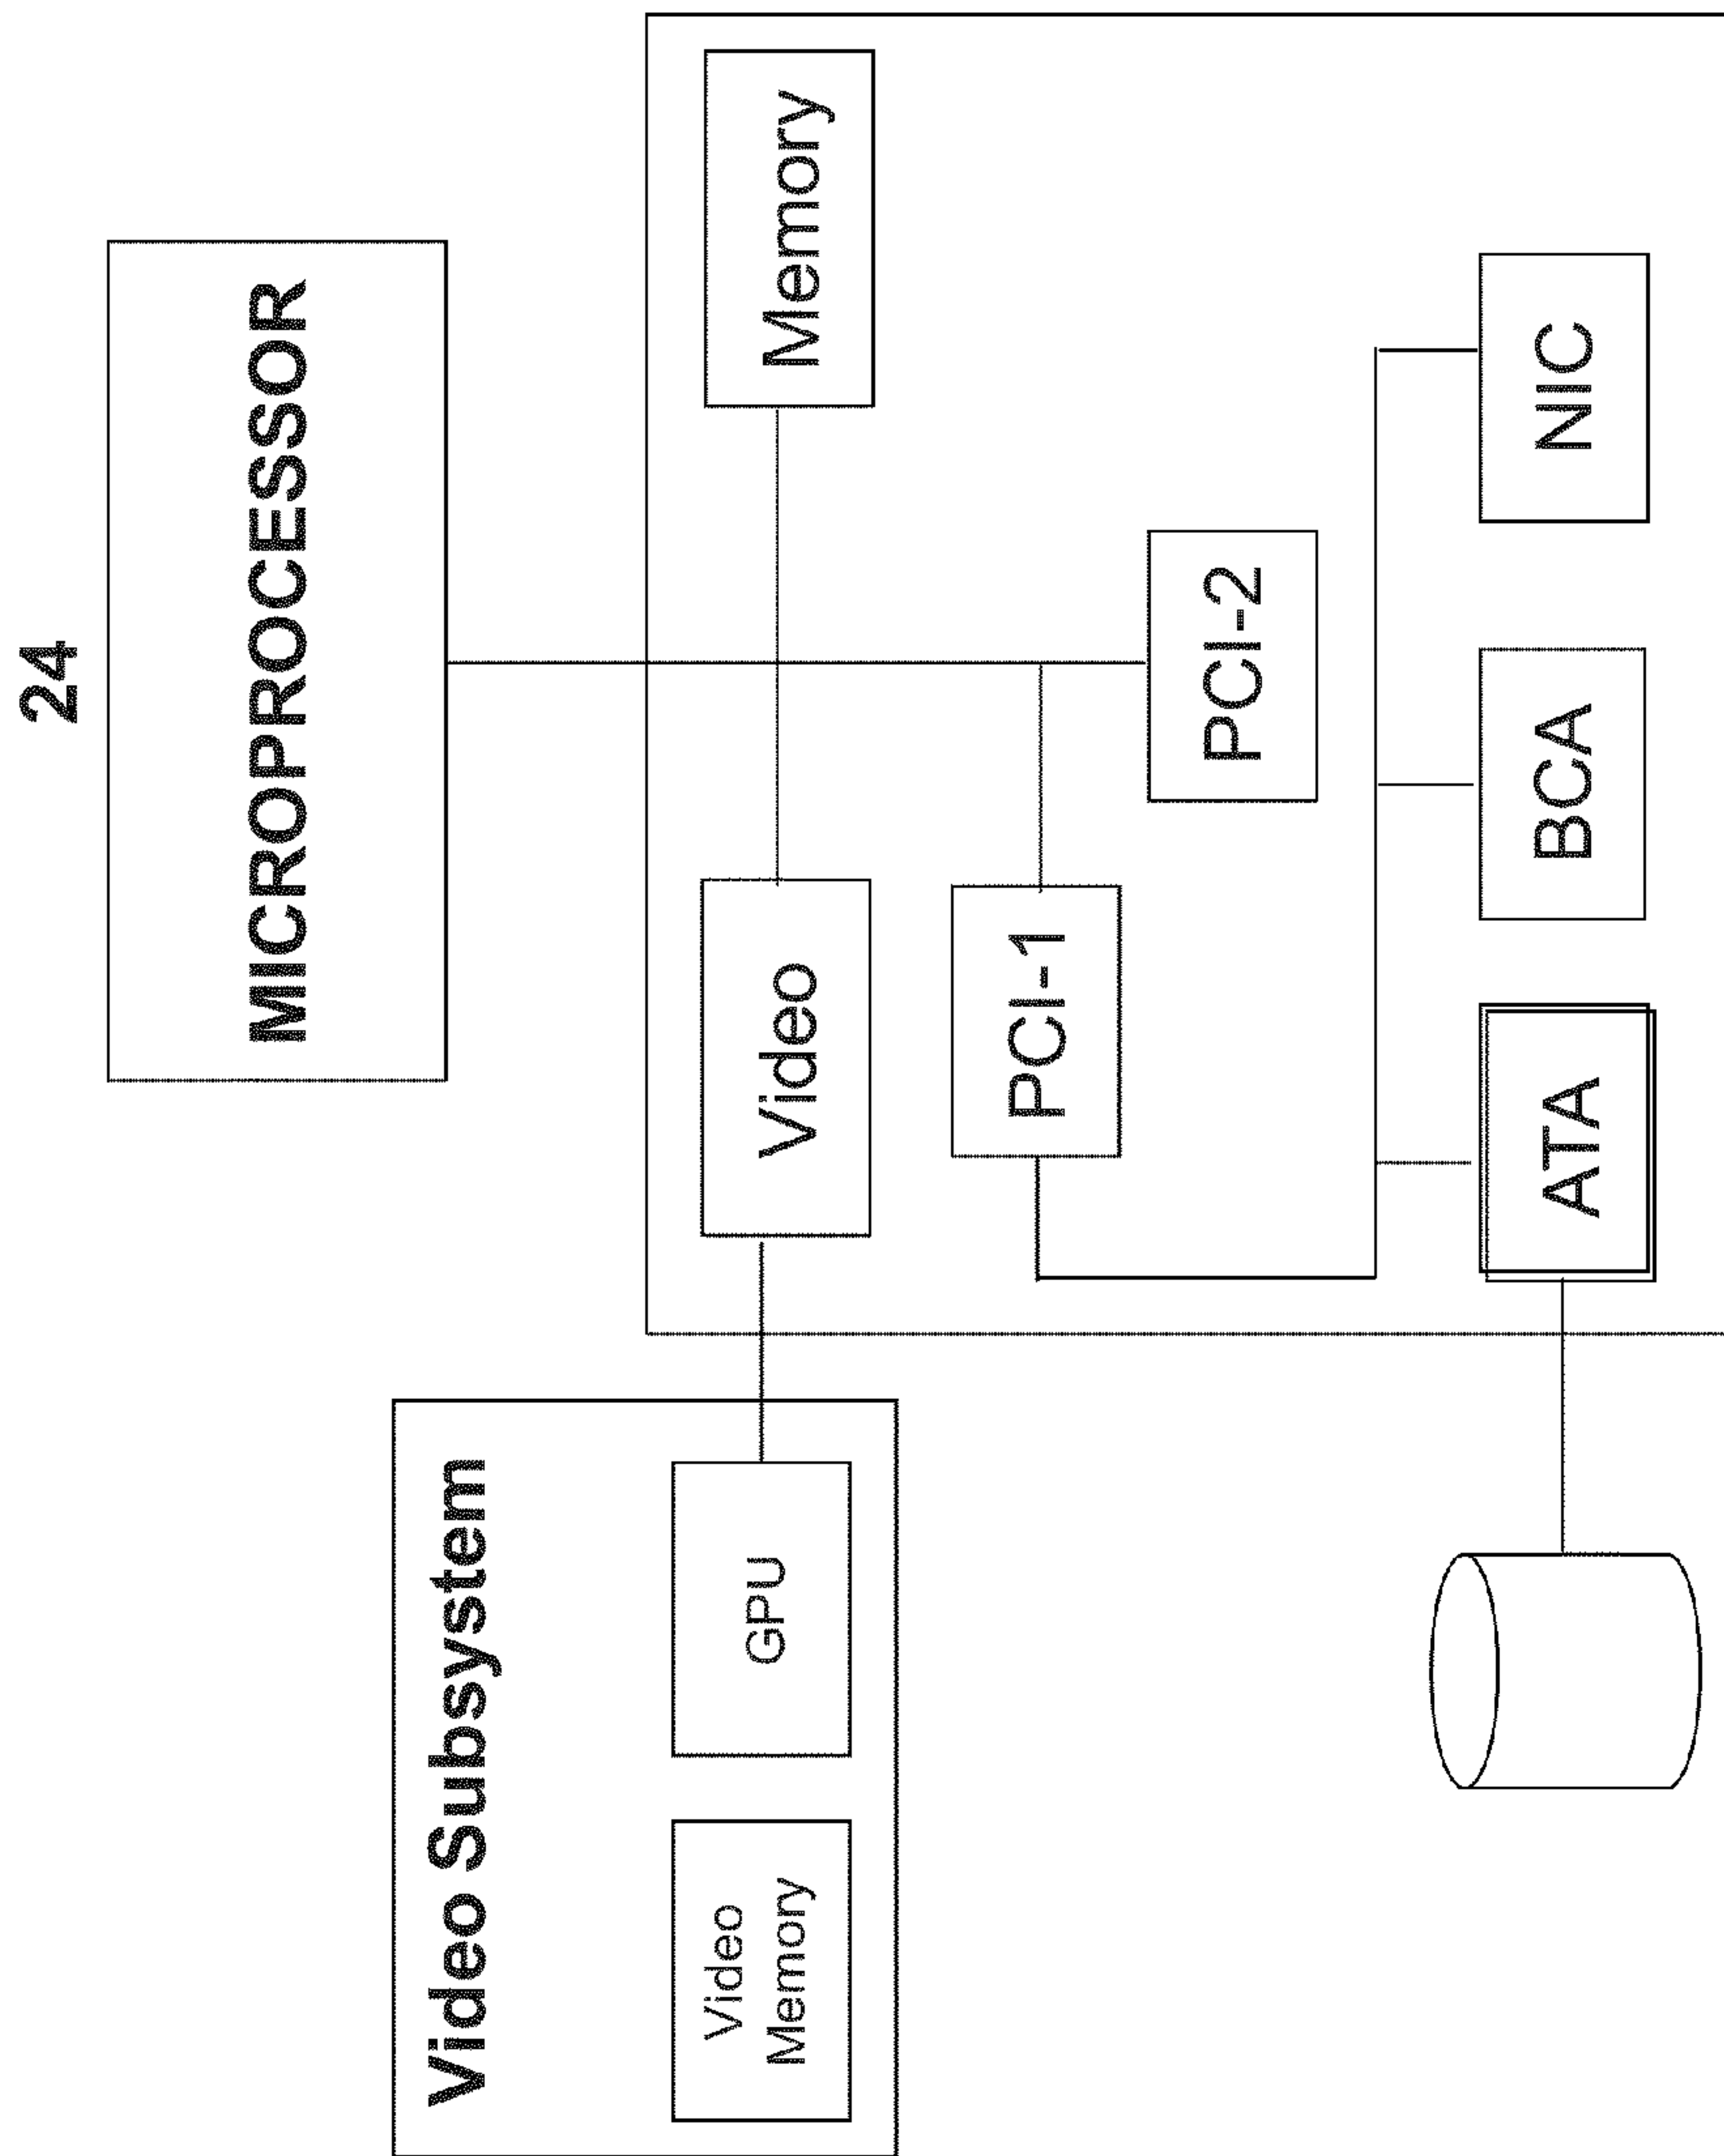 24
MICROPROCESSOR
Video Subsystem
Video
Memory
GPU
Video
Memory
PCI-1
PCI-2
ATA
BCA
NIC